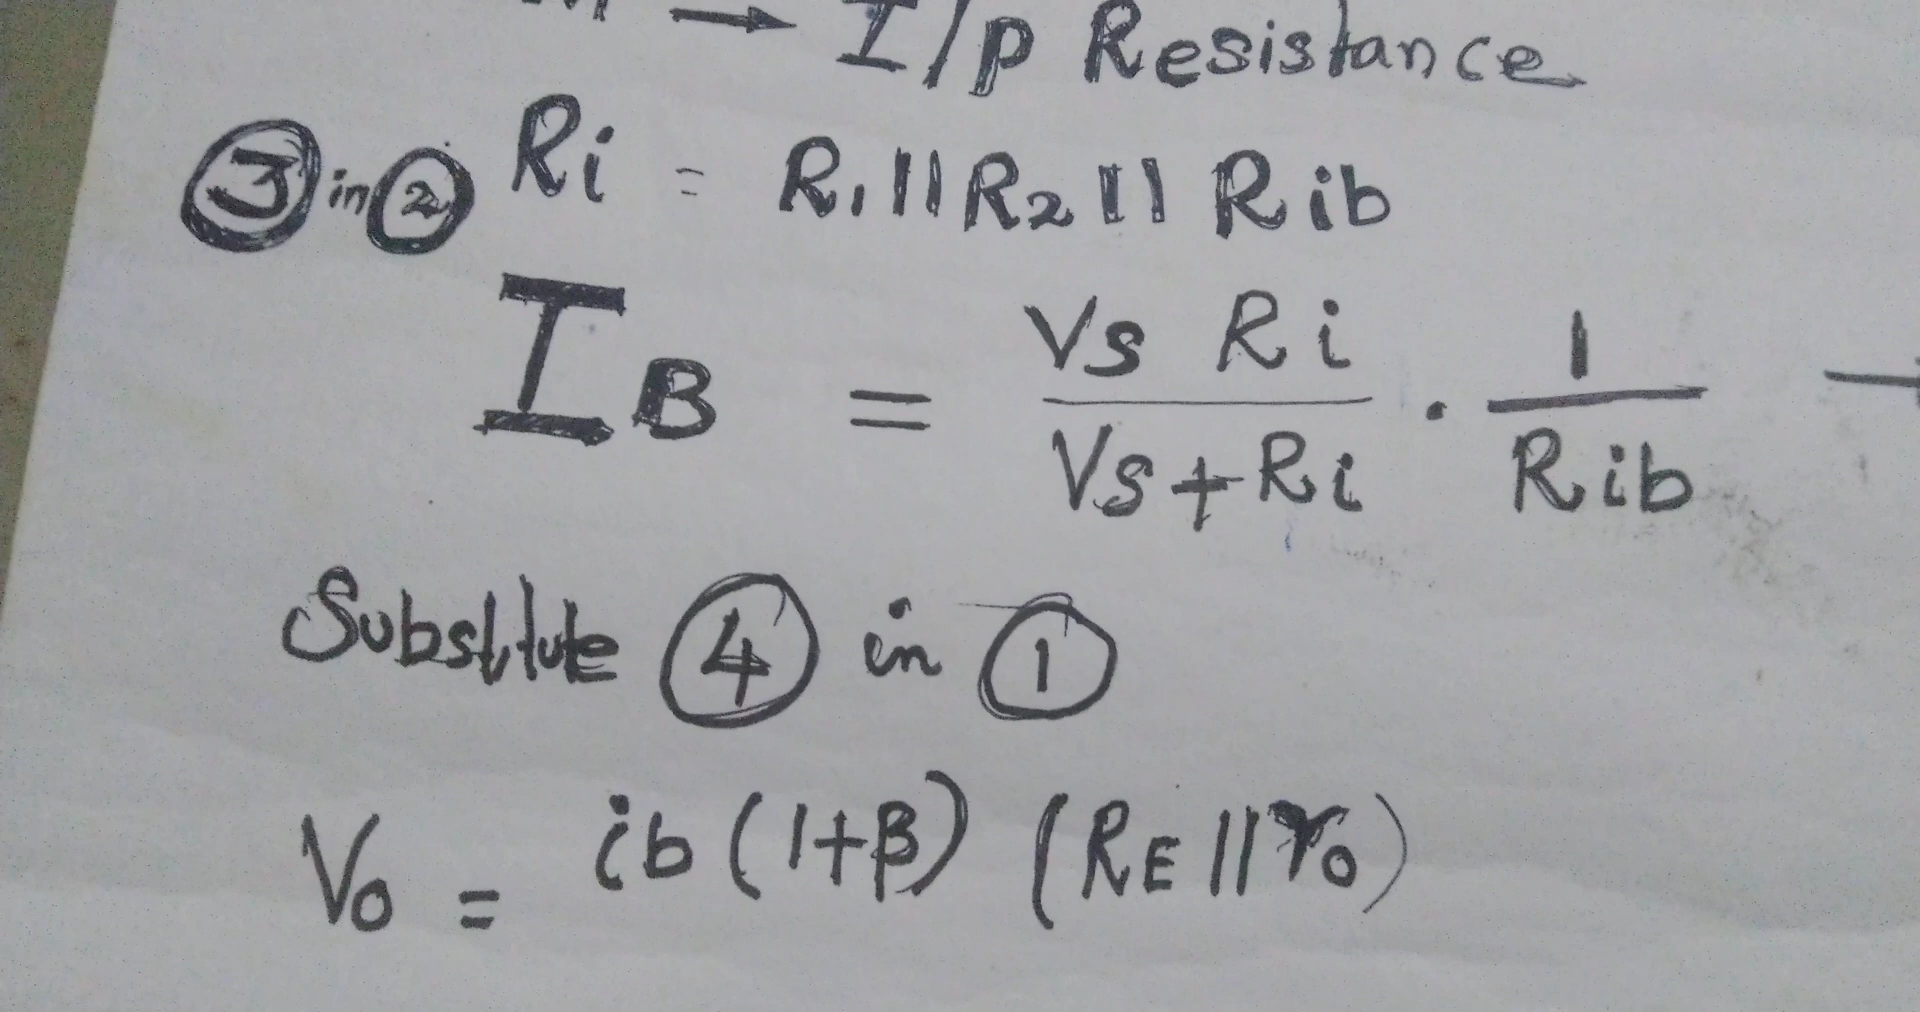 → I/p Resistance
③ in ② Ri = R1 || R2 || Rib
IB = Vs Ri / Vs + Ri · 1 / Rib
Substitute ④ in ①
Vo = ib (1+β) (RE || ro)